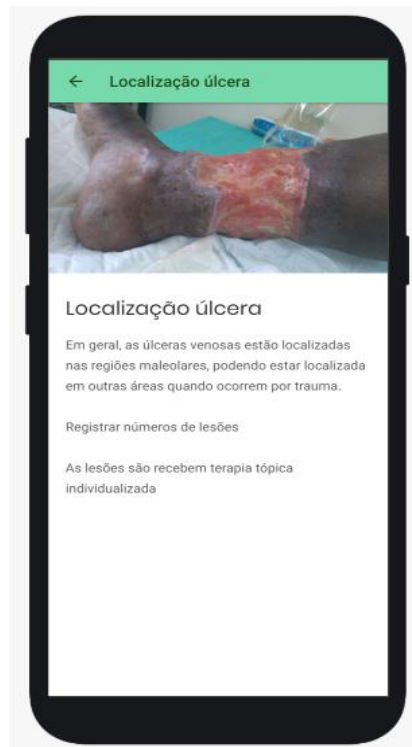 Localização úlcera
Localização úlcera
Em geral, as úlceras venosas estão localizadas
nas regiões maleolares, podendo estar localizada
em outras áreas quando ocorrem por trauma.
Registrar números de lesões
As lesões são recebem terapia tópica
individualizada